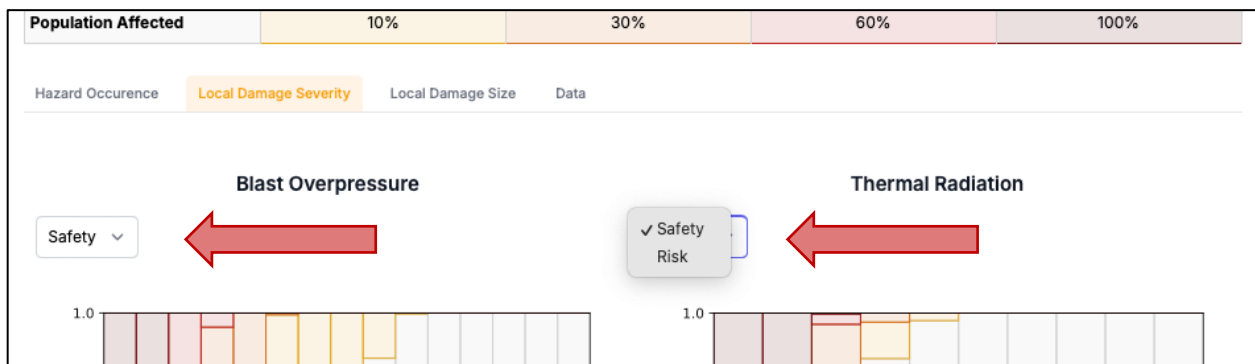 Population Affected 10% 30% 60% 100%
Hazard Occurence Local Damage Severity Local Damage Size Data
Blast Overpressure Thermal Radiation
Safety ✓ Safety
Risk
1.0 1.0